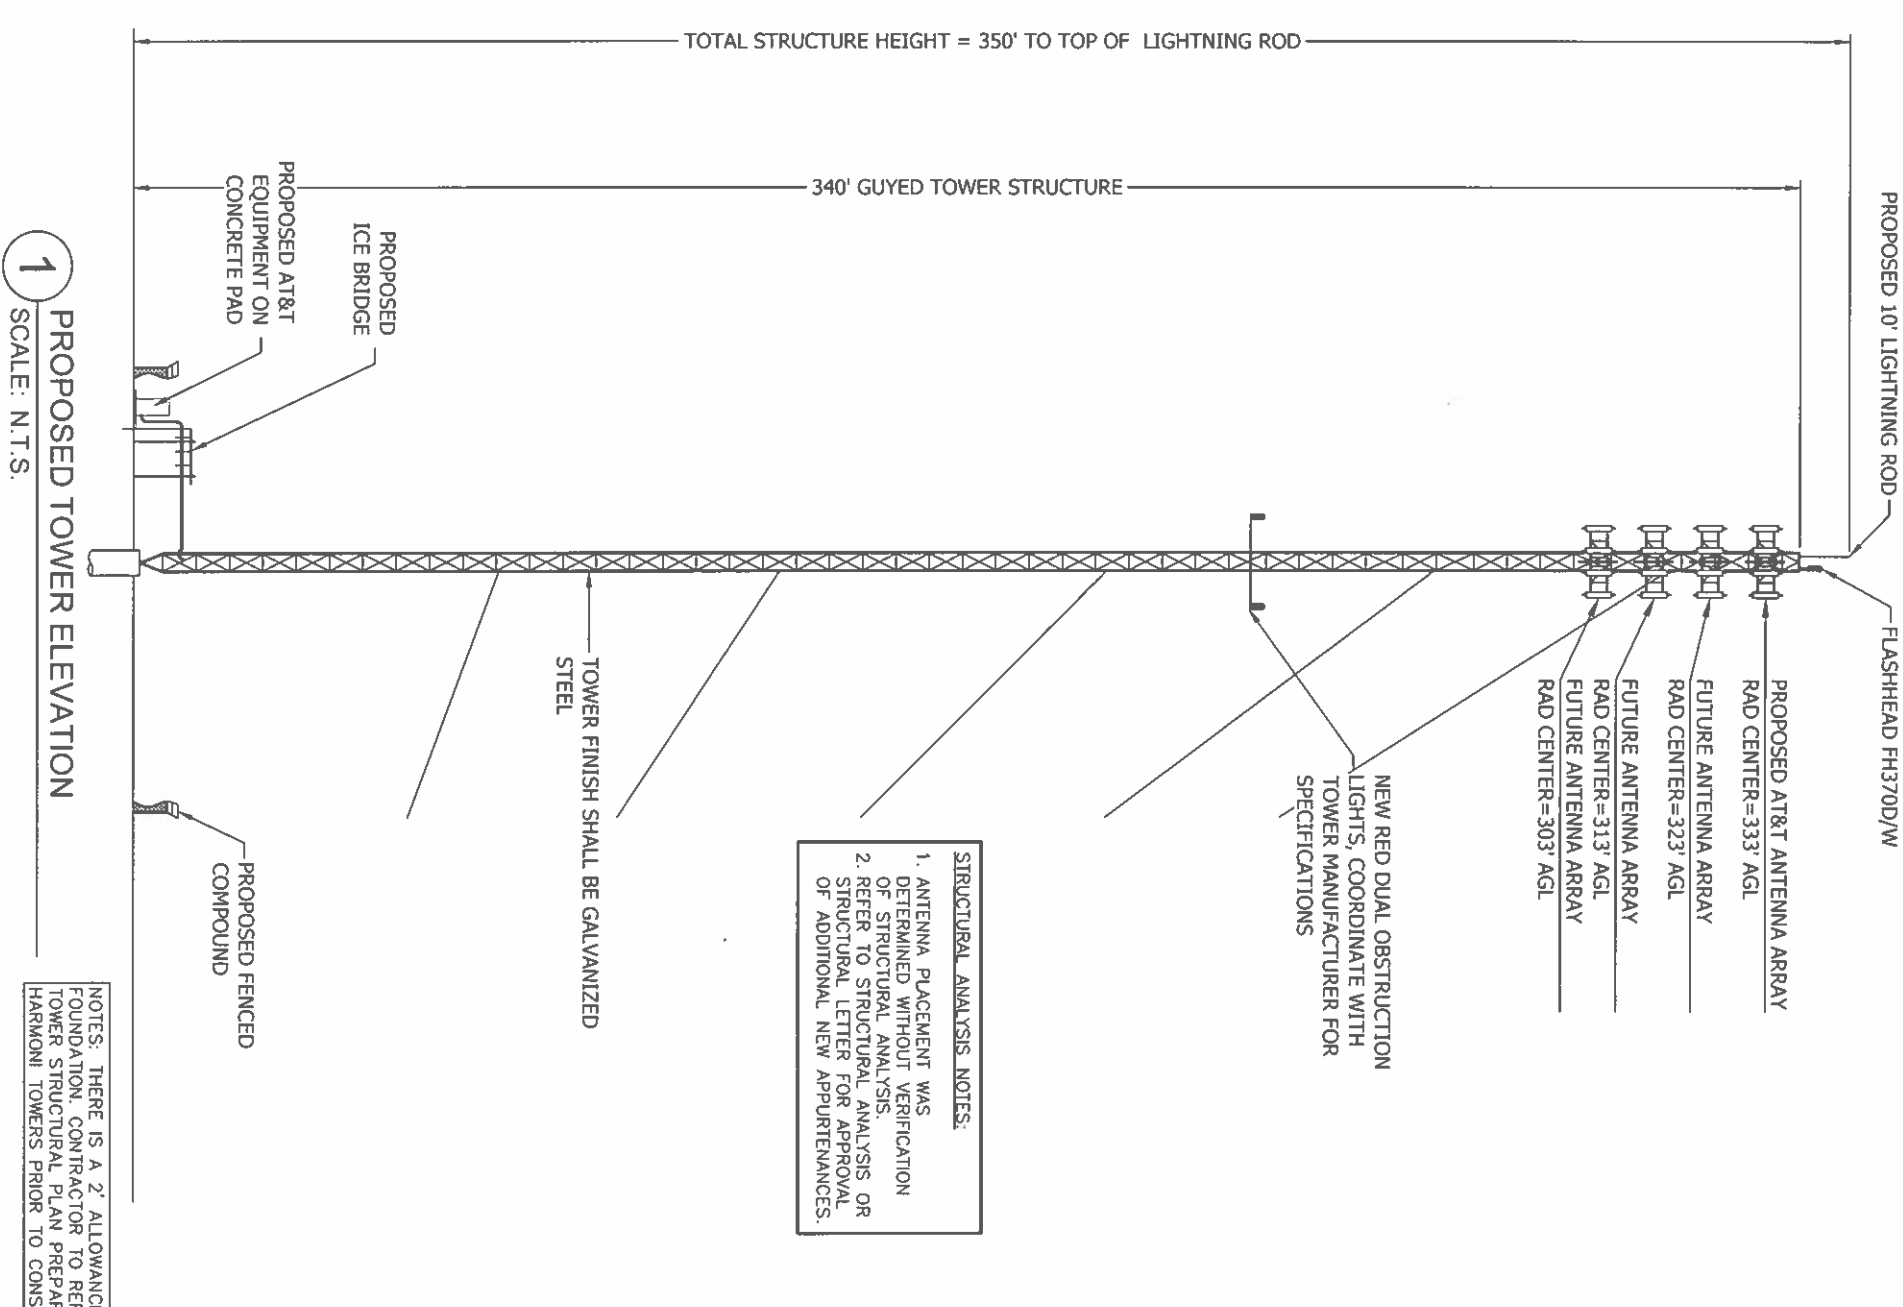 PROPOSED 10' LIGHTNING ROD
FLASHHEAD FH370D/W
TOTAL STRUCTURE HEIGHT = 350' TO TOP OF LIGHTNING ROD
340' GUYED TOWER STRUCTURE
PROPOSED AT&T ANTENNA ARRAY
RAD CENTER=333' AGL
FUTURE ANTENNA ARRAY
RAD CENTER=323' AGL
FUTURE ANTENNA ARRAY
RAD CENTER=313' AGL
FUTURE ANTENNA ARRAY
RAD CENTER=303' AGL
NEW RED DUAL OBSTRUCTION
LIGHTS, COORDINATE WITH
TOWER MANUFACTURER FOR
SPECIFICATIONS
STRUCTURAL ANALYSIS NOTES:
1. ANTENNA PLACEMENT WAS
DETERMINED WITHOUT VERIFICATION
OF STRUCTURAL ANALYSIS.
2. REFER TO STRUCTURAL ANALYSIS OR
STRUCTURAL LETTER FOR APPROVAL
OF ADDITIONAL NEW APPURTENANCES.
TOWER FINISH SHALL BE GALVANIZED
STEEL
PROPOSED
ICE BRIDGE
PROPOSED AT&T
EQUIPMENT ON
CONCRETE PAD
PROPOSED FENCED
COMPOUND
1
PROPOSED TOWER ELEVATION
SCALE: N.T.S.
NOTES: THERE IS A 2'
FOUNDATION. CONTRACTOR TO
TOWER STRUCTURAL PLAN
HARMONI TOWERS PRIOR TO